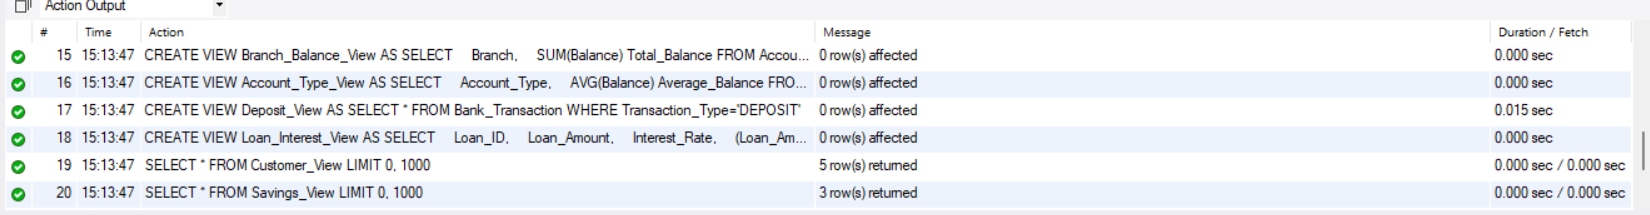 Action Output
# Time Action Message Duration / Fetch
15 15:13:47 CREATE VIEW Branch_Balance_View AS SELECT Branch, SUM(Balance) Total_Balance FROM Accou... 0 row(s) affected 0.000 sec
16 15:13:47 CREATE VIEW Account_Type_View AS SELECT Account_Type, AVG(Balance) Average_Balance FRO... 0 row(s) affected 0.000 sec
17 15:13:47 CREATE VIEW Deposit_View AS SELECT * FROM Bank_Transaction WHERE Transaction_Type='DEPOSIT' 0 row(s) affected 0.015 sec
18 15:13:47 CREATE VIEW Loan_Interest_View AS SELECT Loan_ID, Loan_Amount, Interest_Rate, (Loan_Am... 0 row(s) affected 0.000 sec
19 15:13:47 SELECT * FROM Customer_View LIMIT 0, 1000 5 row(s) returned 0.000 sec / 0.000 sec
20 15:13:47 SELECT * FROM Savings_View LIMIT 0, 1000 3 row(s) returned 0.000 sec / 0.000 sec